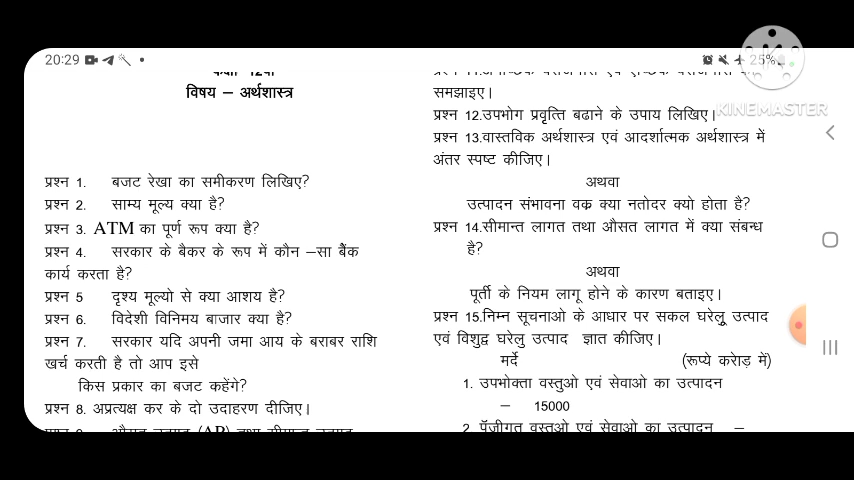 20:29
25%
KINEMASTER
विषय – अर्थशास्त्र
प्रश्न 1. बजट रेखा का समीकरण लिखिए?
प्रश्न 2. साम्य मूल्य क्या है?
प्रश्न 3. ATM का पूर्ण रूप क्या है?
प्रश्न 4. सरकार के बैकर के रूप में कौन –सा बैंक
कार्य करता है?
प्रश्न 5 दृश्य मूल्यो से क्या आशय है?
प्रश्न 6. विदेशी विनिमय बाजार क्या है?
प्रश्न 7. सरकार यदि अपनी जमा आय के बराबर राशि
खर्च करती है तो आप इसे
किस प्रकार का बजट कहेंगे?
प्रश्न 8. अप्रत्यक्ष कर के दो उदाहरण दीजिए।
समझाइए।
प्रश्न 12.उपभोग प्रवृत्ति बढाने के उपाय लिखिए।
प्रश्न 13.वास्तविक अर्थशास्त्र एवं आदर्शात्मक अर्थशास्त्र में
अंतर स्पष्ट कीजिए।
अथवा
उत्पादन संभावना वक्र क्या नतोदर क्यो होता है?
प्रश्न 14.सीमान्त लागत तथा औसत लागत में क्या संबन्ध
है?
अथवा
पूर्ती के नियम लागू होने के कारण बताइए।
प्रश्न 15.निम्न सूचनाओ के आधार पर सकल घरेलु उत्पाद
एवं विशुद्व घरेलु उत्पाद ज्ञात कीजिए।
मर्दे (रूप्ये करोड़ में)
1. उपभोक्ता वस्तुओ एवं सेवाओ का उत्पादन
– 15000
2. पूँजीगत वस्तुओ एवं सेवाओ का उत्पादन –